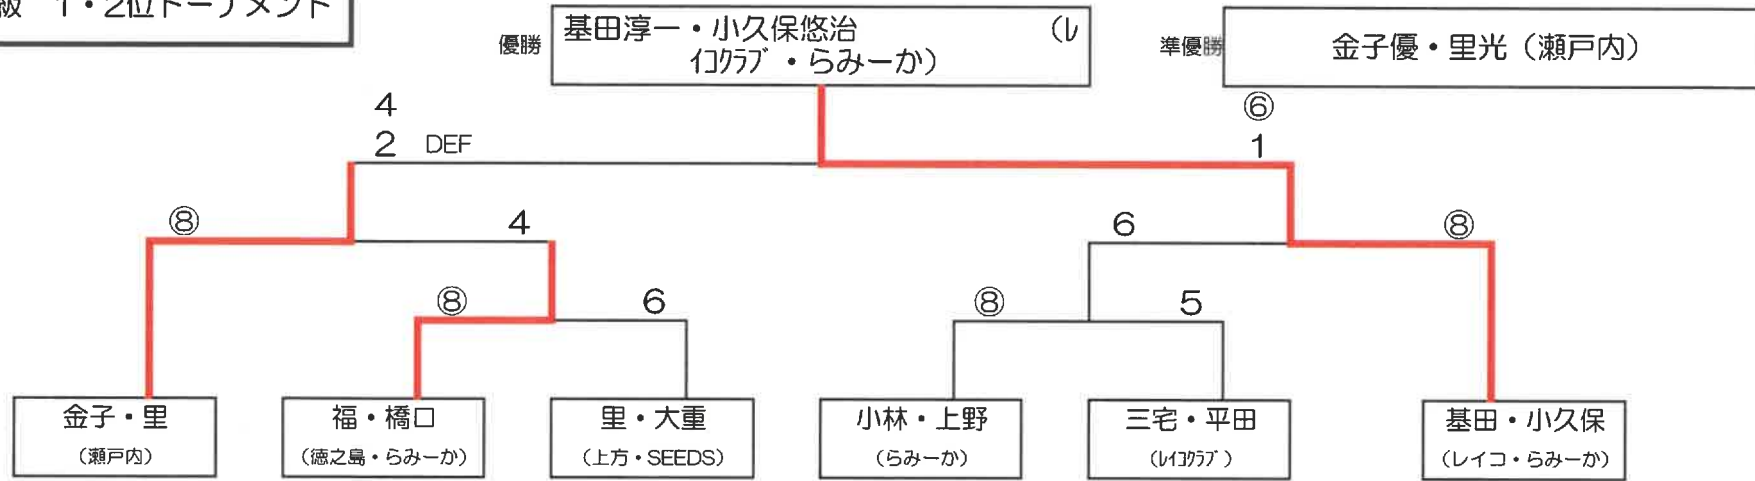 級 1・2位トーナメント
優勝
基田淳一・小久保悠治 (レ
イコクラブ・らみーか)
準優勝
金子優・里光(瀬戸内)
4
⑥
2 DEF
1
⑧
4
6
⑧
⑧
6
⑧
5
金子・里
(瀬戸内)
福・橋口
(徳之島・らみーか)
里・大重
(上方・SEEDS)
小林・上野
(らみーか)
三宅・平田
(レイコクラブ)
基田・小久保
(レイコ・らみーか)